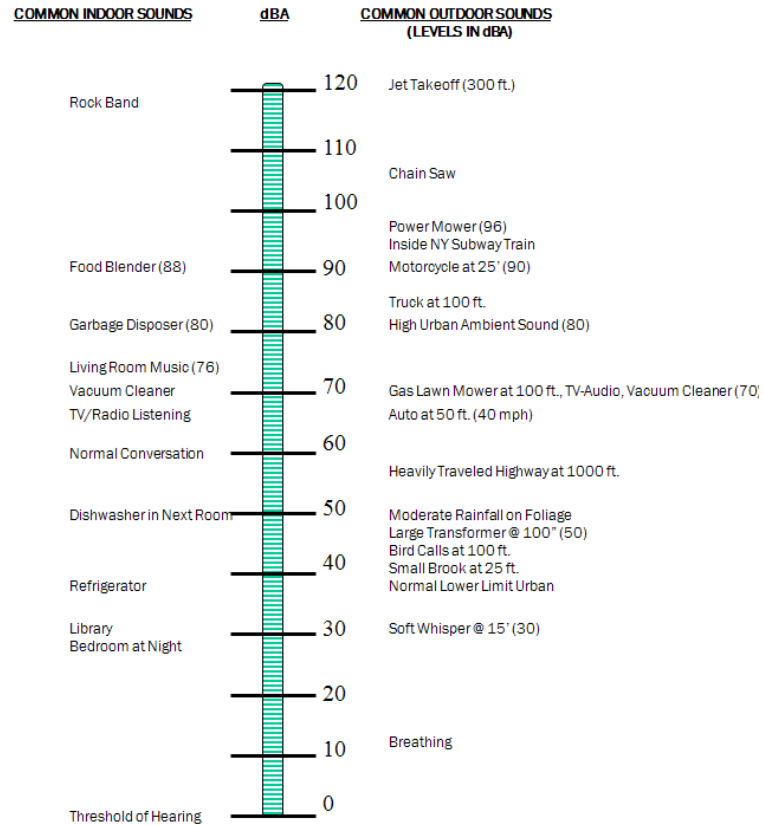 COMMON INDOOR SOUNDS dBA COMMON OUTDOOR SOUNDS
(LEVELS IN dBA)
120 Jet Takeoff (300 ft.)
Rock Band
110
Chain Saw
100
Power Mower (96)
Inside NY Subway Train
Food Blender (88) 90 Motorcycle at 25' (90)
Truck at 100 ft.
Garbage Disposer (80) 80 High Urban Ambient Sound (80)
Living Room Music (76)
Vacuum Cleaner 70 Gas Lawn Mower at 100 ft., TV-Audio, Vacuum Cleaner (70)
TV/Radio Listening Auto at 50 ft. (40 mph)
60
Normal Conversation
Heavily Traveled Highway at 1000 ft.
Dishwasher in Next Room 50 Moderate Rainfall on Foliage
Large Transformer @ 100" (50)
Bird Calls at 100 ft.
40 Small Brook at 25 ft.
Refrigerator Normal Lower Limit Urban
Library 30 Soft Whisper @ 15' (30)
Bedroom at Night
20
10 Breathing
0
Threshold of Hearing